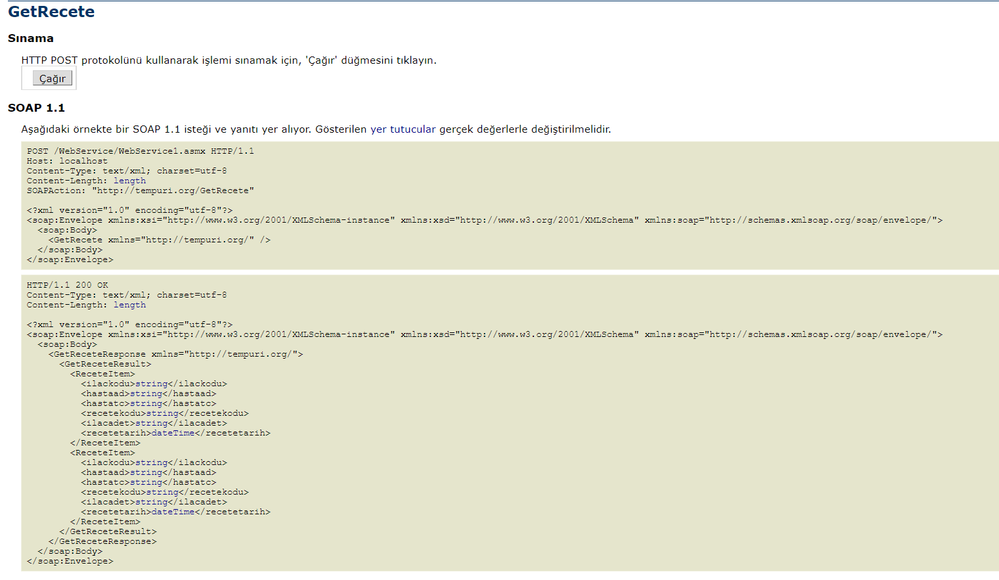 GetRecete
Sınama
HTTP POST protokolünü kullanarak işlemi sınamak için, 'Çağır' düğmesini tıklayın.
Çağır
SOAP 1.1
Aşağıdaki örnekte bir SOAP 1.1 isteği ve yanıtı yer alıyor. Gösterilen yer tutucular gerçek değerlerle değiştirilmelidir.
POST /WebService/WebService1.asmx HTTP/1.1
Host: localhost
Content-Type: text/xml; charset=utf-8
Content-Length: length
SOAPAction: "http://tempuri.org/GetRecete"
<?xml version="1.0" encoding="utf-8"?>
<soap:Envelope xmlns:xsi="http://www.w3.org/2001/XMLSchema-instance" xmlns:xsd="http://www.w3.org/2001/XMLSchema" xmlns:soap="http://schemas.xmlsoap.org/soap/envelope/">
  <soap:Body>
    <GetRecete xmlns="http://tempuri.org/" />
  </soap:Body>
</soap:Envelope>
HTTP/1.1 200 OK
Content-Type: text/xml; charset=utf-8
Content-Length: length
<?xml version="1.0" encoding="utf-8"?>
<soap:Envelope xmlns:xsi="http://www.w3.org/2001/XMLSchema-instance" xmlns:xsd="http://www.w3.org/2001/XMLSchema" xmlns:soap="http://schemas.xmlsoap.org/soap/envelope/">
  <soap:Body>
    <GetReceteResponse xmlns="http://tempuri.org/">
      <GetReceteResult>
        <ReceteItem>
          <ilackodu>string</ilackodu>
          <hastaad>string</hastaad>
          <hastatc>string</hastatc>
          <recetekodu>string</recetekodu>
          <ilacadet>string</ilacadet>
          <recetetarih>dateTime</recetetarih>
        </ReceteItem>
        <ReceteItem>
          <ilackodu>string</ilackodu>
          <hastaad>string</hastaad>
          <hastatc>string</hastatc>
          <recetekodu>string</recetekodu>
          <ilacadet>string</ilacadet>
          <recetetarih>dateTime</recetetarih>
        </ReceteItem>
      </GetReceteResult>
    </GetReceteResponse>
  </soap:Body>
</soap:Envelope>